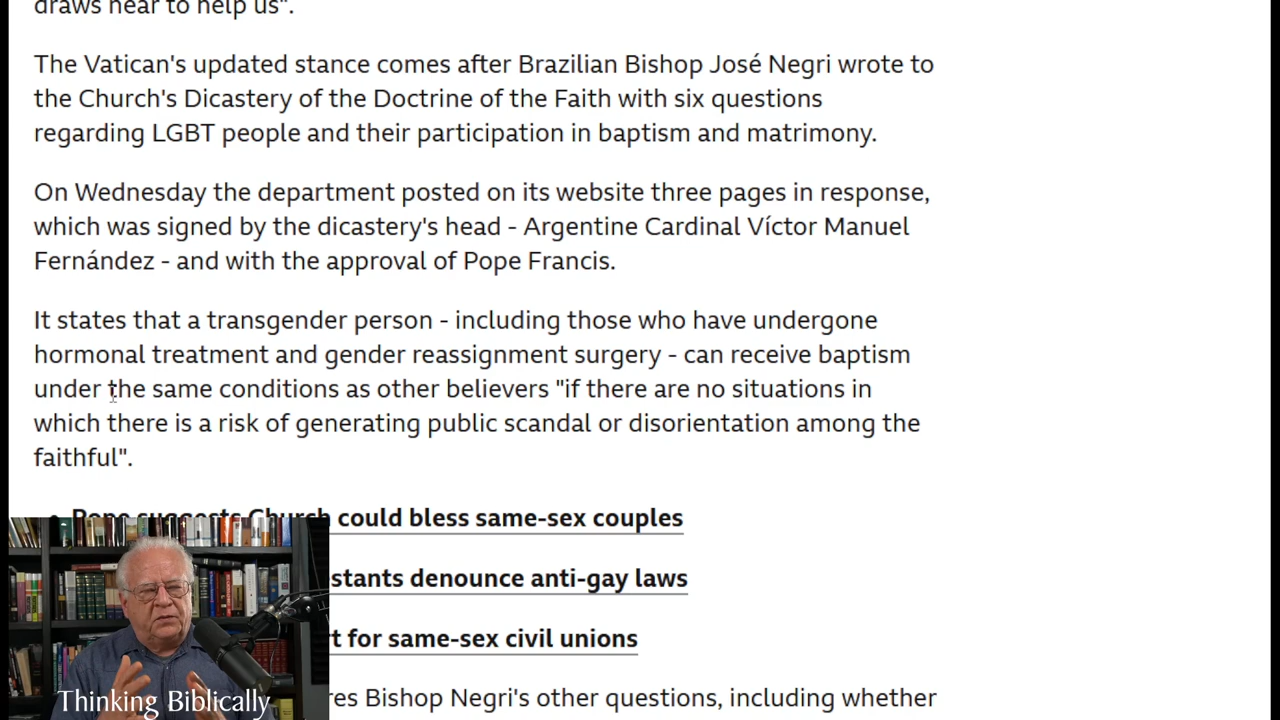 draws near to help us".
The Vatican's updated stance comes after Brazilian Bishop José Negri wrote to
the Church's Dicastery of the Doctrine of the Faith with six questions
regarding LGBT people and their participation in baptism and matrimony.
On Wednesday the department posted on its website three pages in response,
which was signed by the dicastery's head - Argentine Cardinal Víctor Manuel
Fernández - and with the approval of Pope Francis.
It states that a transgender person - including those who have undergone
hormonal treatment and gender reassignment surgery - can receive baptism
under the same conditions as other believers "if there are no situations in
which there is a risk of generating public scandal or disorientation among the
faithful".
Pope suggests Church could bless same-sex couples
stants denounce anti-gay laws
rt for same-sex civil unions
res Bishop Negri's other questions, including whether
Thinking Biblically